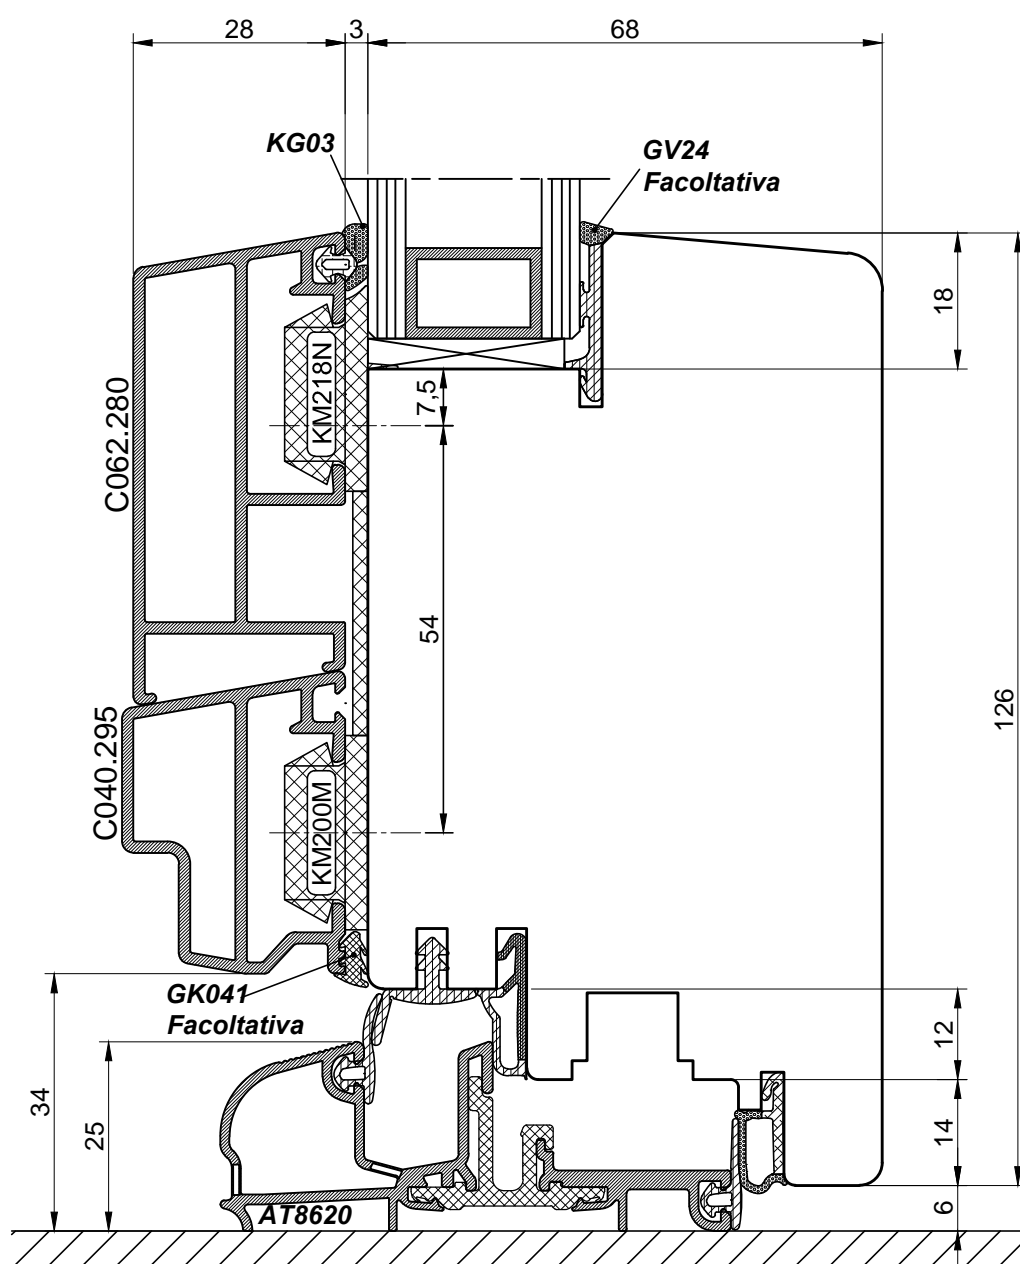 28
3
68
KG03
GV24
Facoltativa
18
7,5
KM218N
C062.280
54
126
C040.295
KM200M
GK041
Facoltativa
12
34
25
14
AT8620
6